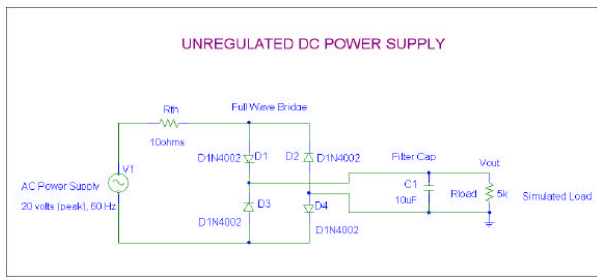 UNREGULATED DC POWER SUPPLY
Rth
Full Wave Bridge
10ohms
D1N4002
D1
D2
D1N4002
Filter Cap
Vout
V1
AC Power Supply
20 volts (peak), 60 Hz
C1
10uF
Rload
5k
Simulated Load
D3
D4
D1N4002
D1N4002